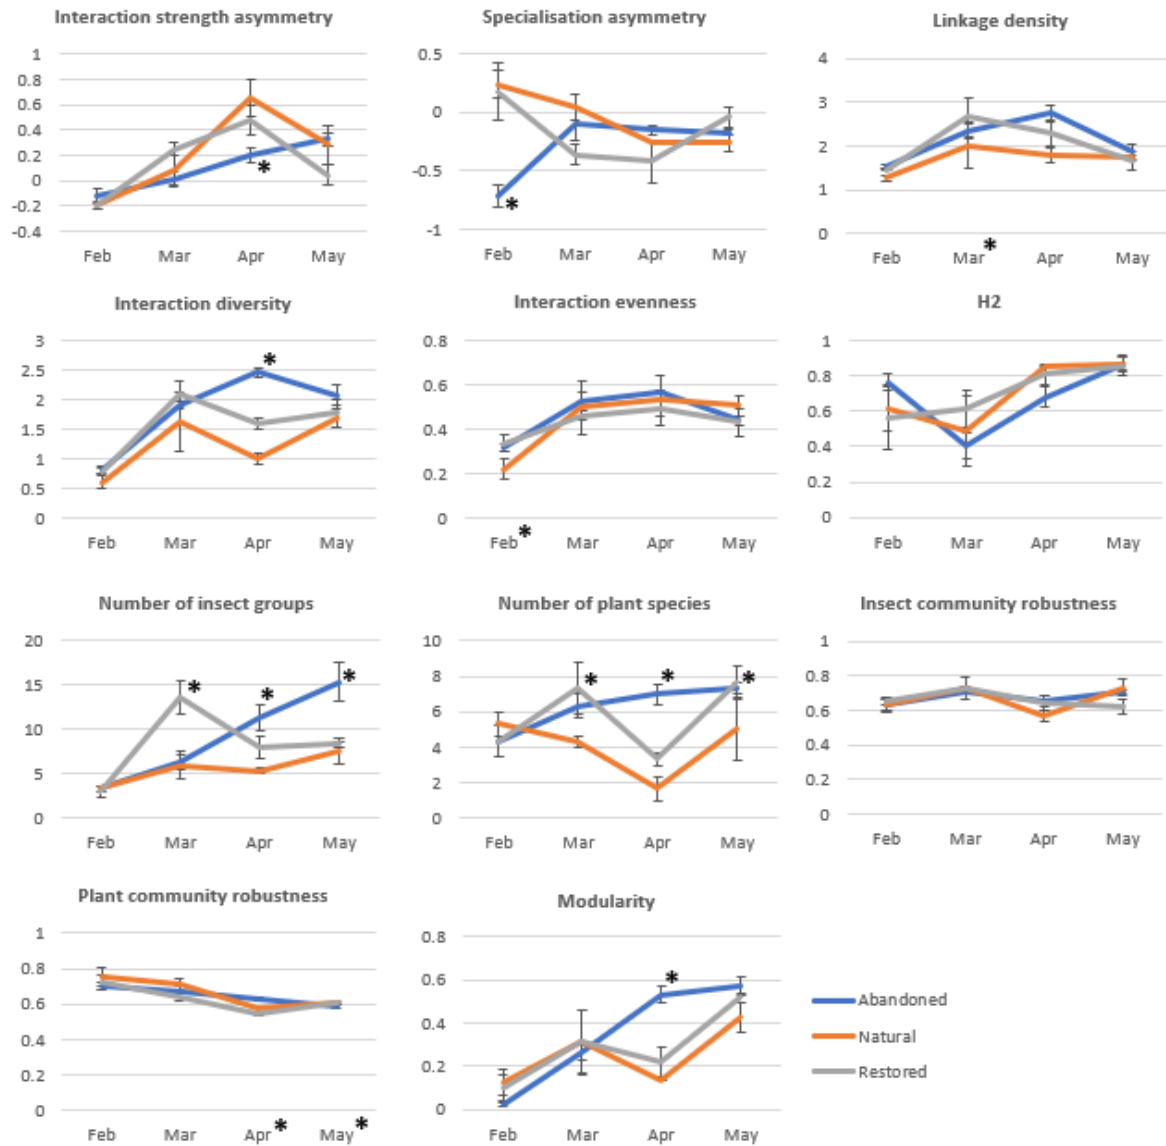 Interaction strength asymmetry
1
0.8
0.6
0.4
0.2
0
-0.2
-0.4
Feb Mar Apr May
*
Specialisation asymmetry
0.5
0
-0.5
-1
Feb Mar Apr May
*
Linkage density
4
3
2
1
0
Feb Mar* Apr May
Interaction diversity
3
2.5
2
1.5
1
0.5
0
Feb Mar Apr May
*
Interaction evenness
0.8
0.6
0.4
0.2
0
Feb* Mar Apr May
H2
1
0.8
0.6
0.4
0.2
0
Feb Mar Apr May
Number of insect groups
20
15
10
5
0
Feb Mar Apr May
* * *
Number of plant species
10
8
6
4
2
0
Feb Mar Apr May
* * *
Insect community robustness
1
0.8
0.6
0.4
0.2
0
Feb Mar Apr May
Plant community robustness
1
0.8
0.6
0.4
0.2
0
Feb Mar Apr* May*
Modularity
0.8
0.6
0.4
0.2
0
Feb Mar Apr May
*
Abandoned
Natural
Restored